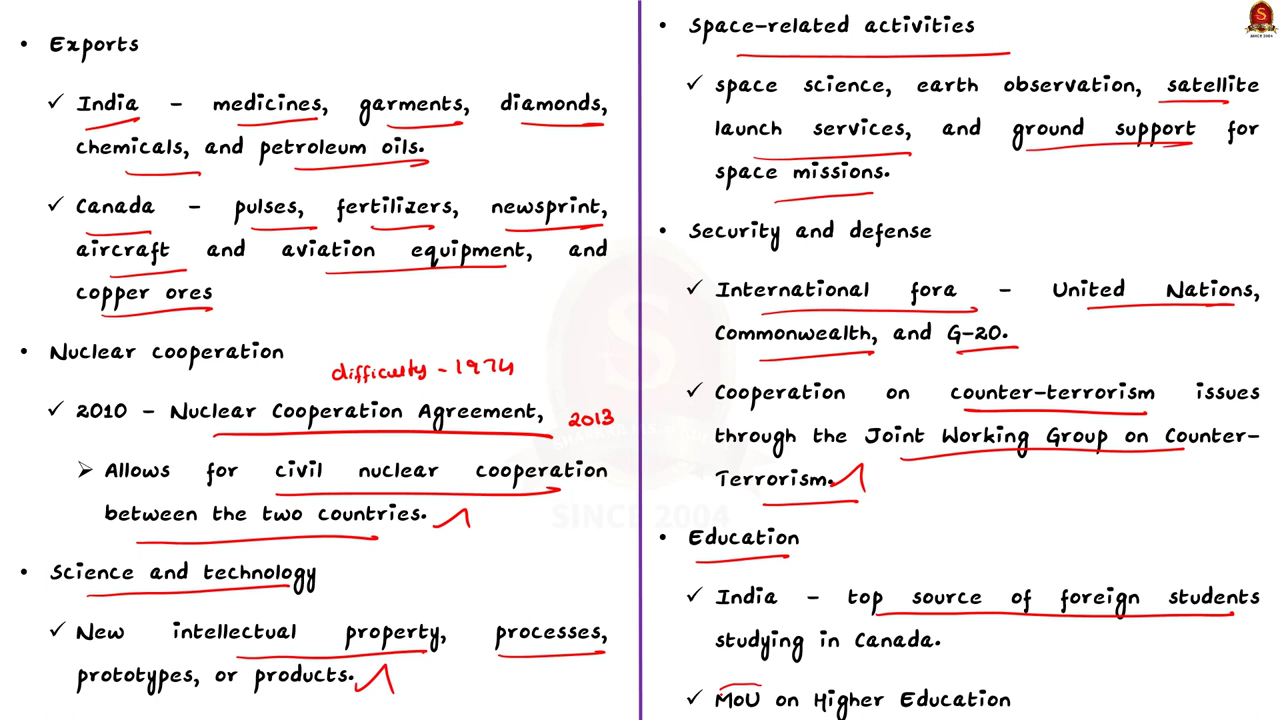 • Exports
✓ India - medicines, garments, diamonds,
chemicals, and petroleum oils.
✓ Canada - pulses, fertilizers, newsprint,
aircraft and aviation equipment, and
copper ores
• Nuclear cooperation
difficulty - 1974
✓ 2010 - Nuclear Cooperation Agreement,
2013
➢ Allows for civil nuclear cooperation
between the two countries.
• Science and technology
✓ New intellectual property, processes,
prototypes, or products.
• Space-related activities
✓ space science, earth observation, satellite
launch services, and ground support for
space missions.
• Security and defense
✓ International fora - United Nations,
Commonwealth, and G-20.
✓ Cooperation on counter-terrorism issues
through the Joint Working Group on Counter-
Terrorism.
• Education
✓ India - top source of foreign students
studying in Canada.
✓ MoU on Higher Education
SINCE 2004
SINCE 2004